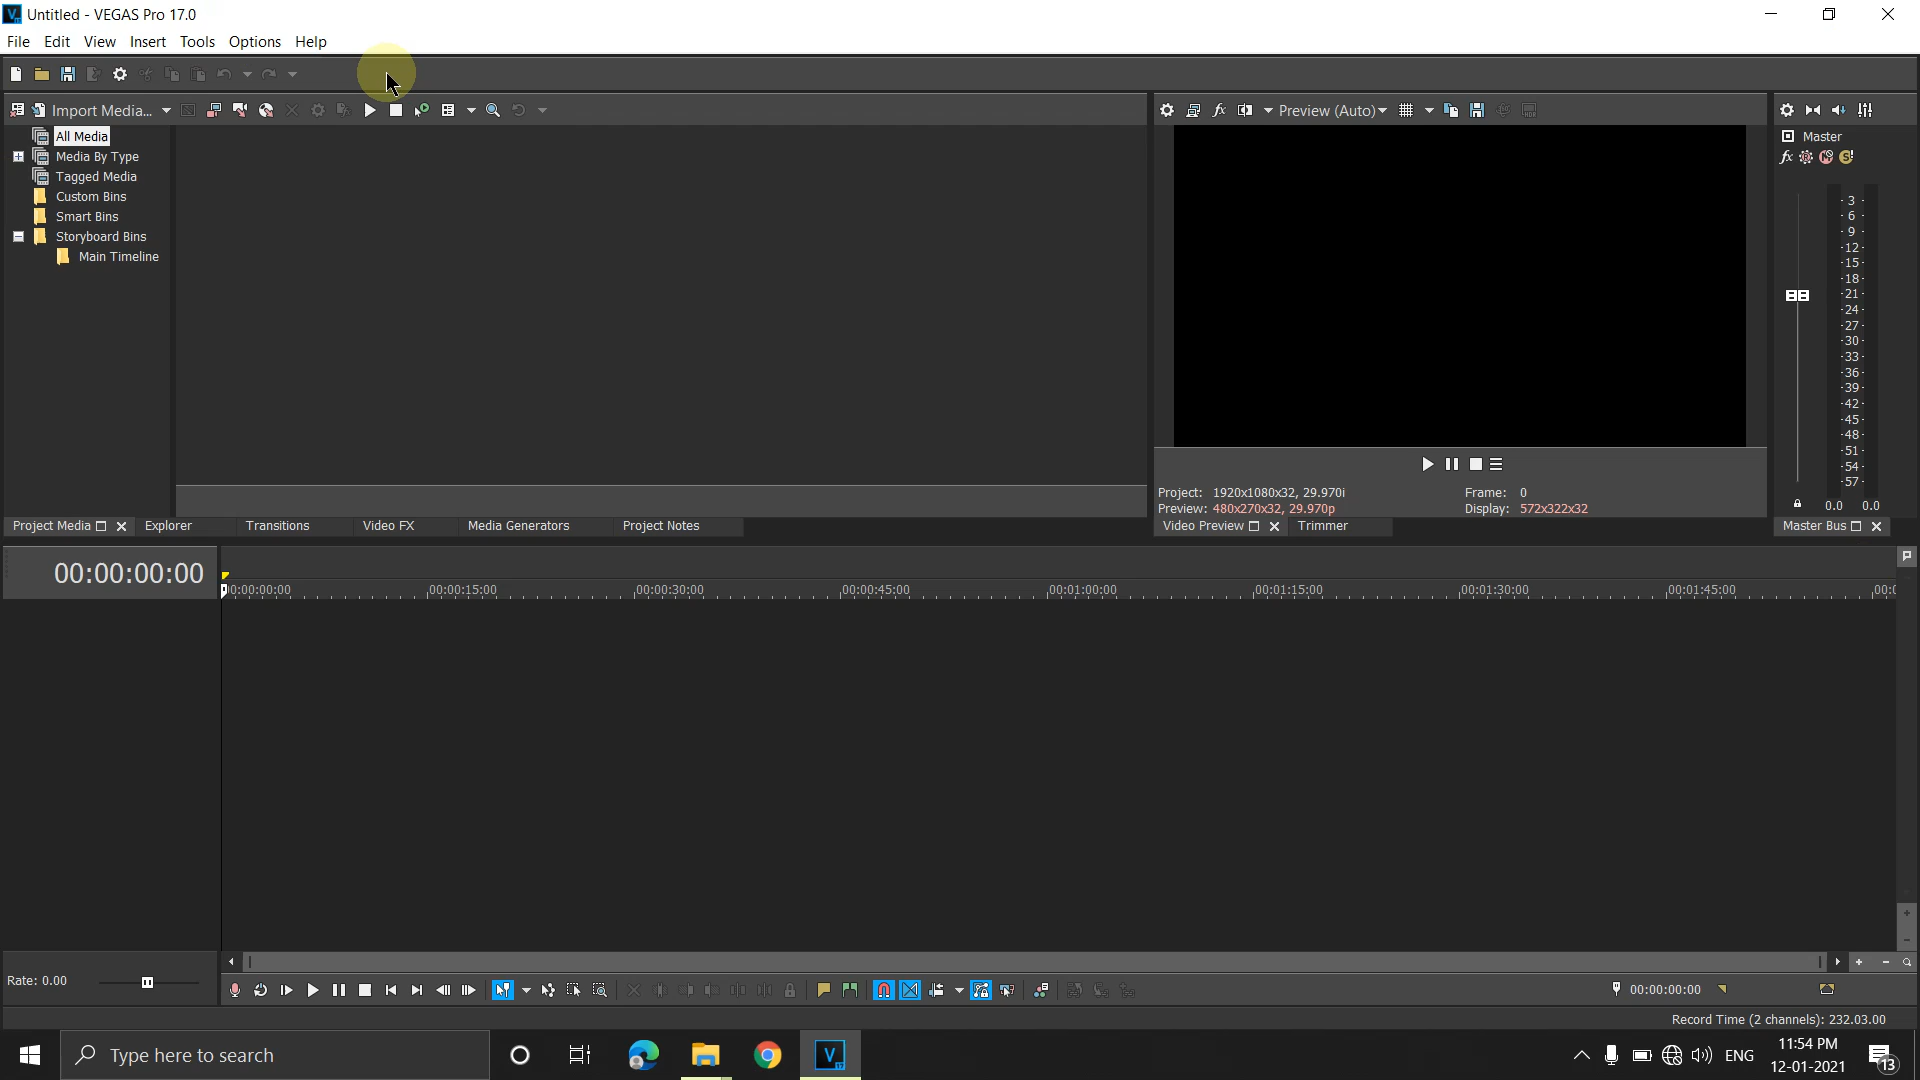 Untitled - VEGAS Pro 17.0
File Edit View Insert Tools Options Help
Import Media...
All Media
Media By Type
Tagged Media
Custom Bins
Smart Bins
Storyboard Bins
Main Timeline
Preview (Auto)
Master
3
6
9
12
15
18
21
24
27
30
33
36
39
42
45
48
51
54
57
0.0 0.0
Project: 1920x1080x32, 29.970i
Preview: 480x270x32, 29.970p
Frame: 0
Display: 572x322x32
Project Media Explorer Transitions Video FX Media Generators Project Notes
Video Preview Trimmer
Master Bus
00:00:00:00
00:00:15:00 00:00:30:00 00:00:45:00 00:01:00:00 00:01:15:00 00:01:30:00 00:01:45:00
Rate: 0.00
00:00:00:00
Record Time (2 channels): 232.03.00
Type here to search
ENG
11:54 PM
12-01-2021
13